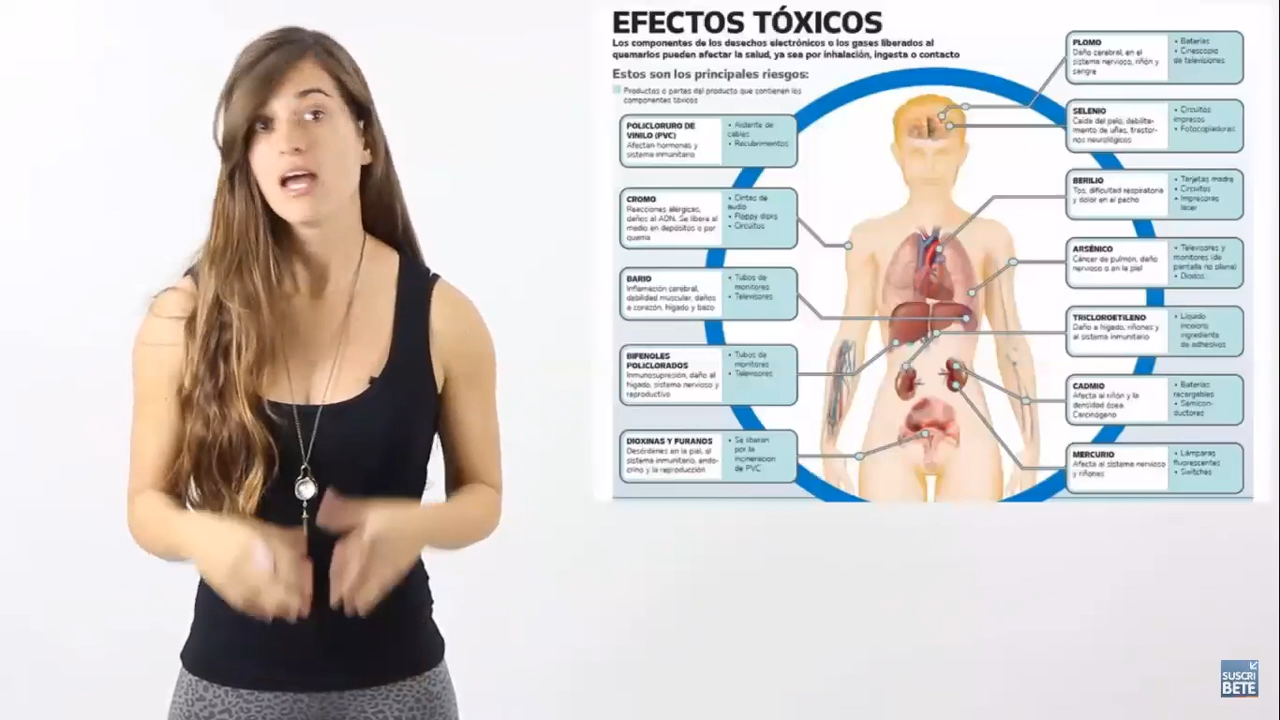 EFECTOS TÓXICOS
Los componentes de los desechos electrónicos o los gases liberados al
quemarlos pueden afectar la salud, ya sea por inhalación, ingesta o contacto
Estos son los principales riesgos:
Productos o partes del producto que contienen los
componentes tóxicos
POLICLORURO DE
VINILO (PVC)
Afectan hormonas y
sistema inmunitario
• Aislante de
cables
• Recubrimientos
CROMO
Reacciones alérgicas,
daños al ADN. Se libera al
medio en depósitos o por
quema
• Cintas de
audio
• Floppy disks
• Circuitos
BARIO
Inflamación cerebral,
debilidad muscular, daños
a corazón, hígado y bazo
• Tubos de
monitores
• Televisores
BIFENOLES
POLICLORADOS
Inmunosupresión, daño al
hígado, sistema nervioso y
reproductivo
• Tubos de
monitores
• Televisores
DIOXINAS Y FURANOS
Desórdenes en la piel, al
sistema inmunitario, endo-
crino y la reproducción
• Se liberan
por la
incineración
de PVC
PLOMO
Daño cerebral, en el
sistema nervioso, riñón y
sangre
• Baterías
• Cinescopio
de televisiones
SELENIO
Caída del pelo, debilita-
miento de uñas, trastor-
nos neurológicos
• Circuitos
impresos
• Fotocopiadoras
BERILIO
Tos, dificultad respiratoria
y dolor en el pecho
• Tarjetas madre
• Circuitos
• Impresoras
láser
ARSÉNICO
Cáncer de pulmón, daño
nervioso o en la piel
• Televisores y
monitores (de
pantalla no plana)
• Diodos
TRICLOROETILENO
Daño a hígado, riñones y
al sistema inmunitario
• Líquido
incoloro
ingrediente
de adhesivos
CADMIO
Afecta al riñón y la
densidad ósea.
Carcinógeno
• Baterías
recargables
• Semicon-
ductores
MERCURIO
Afecta al sistema nervioso
y riñones
• Lámparas
fluorescentes
• Switches
SUSCRI
BETE